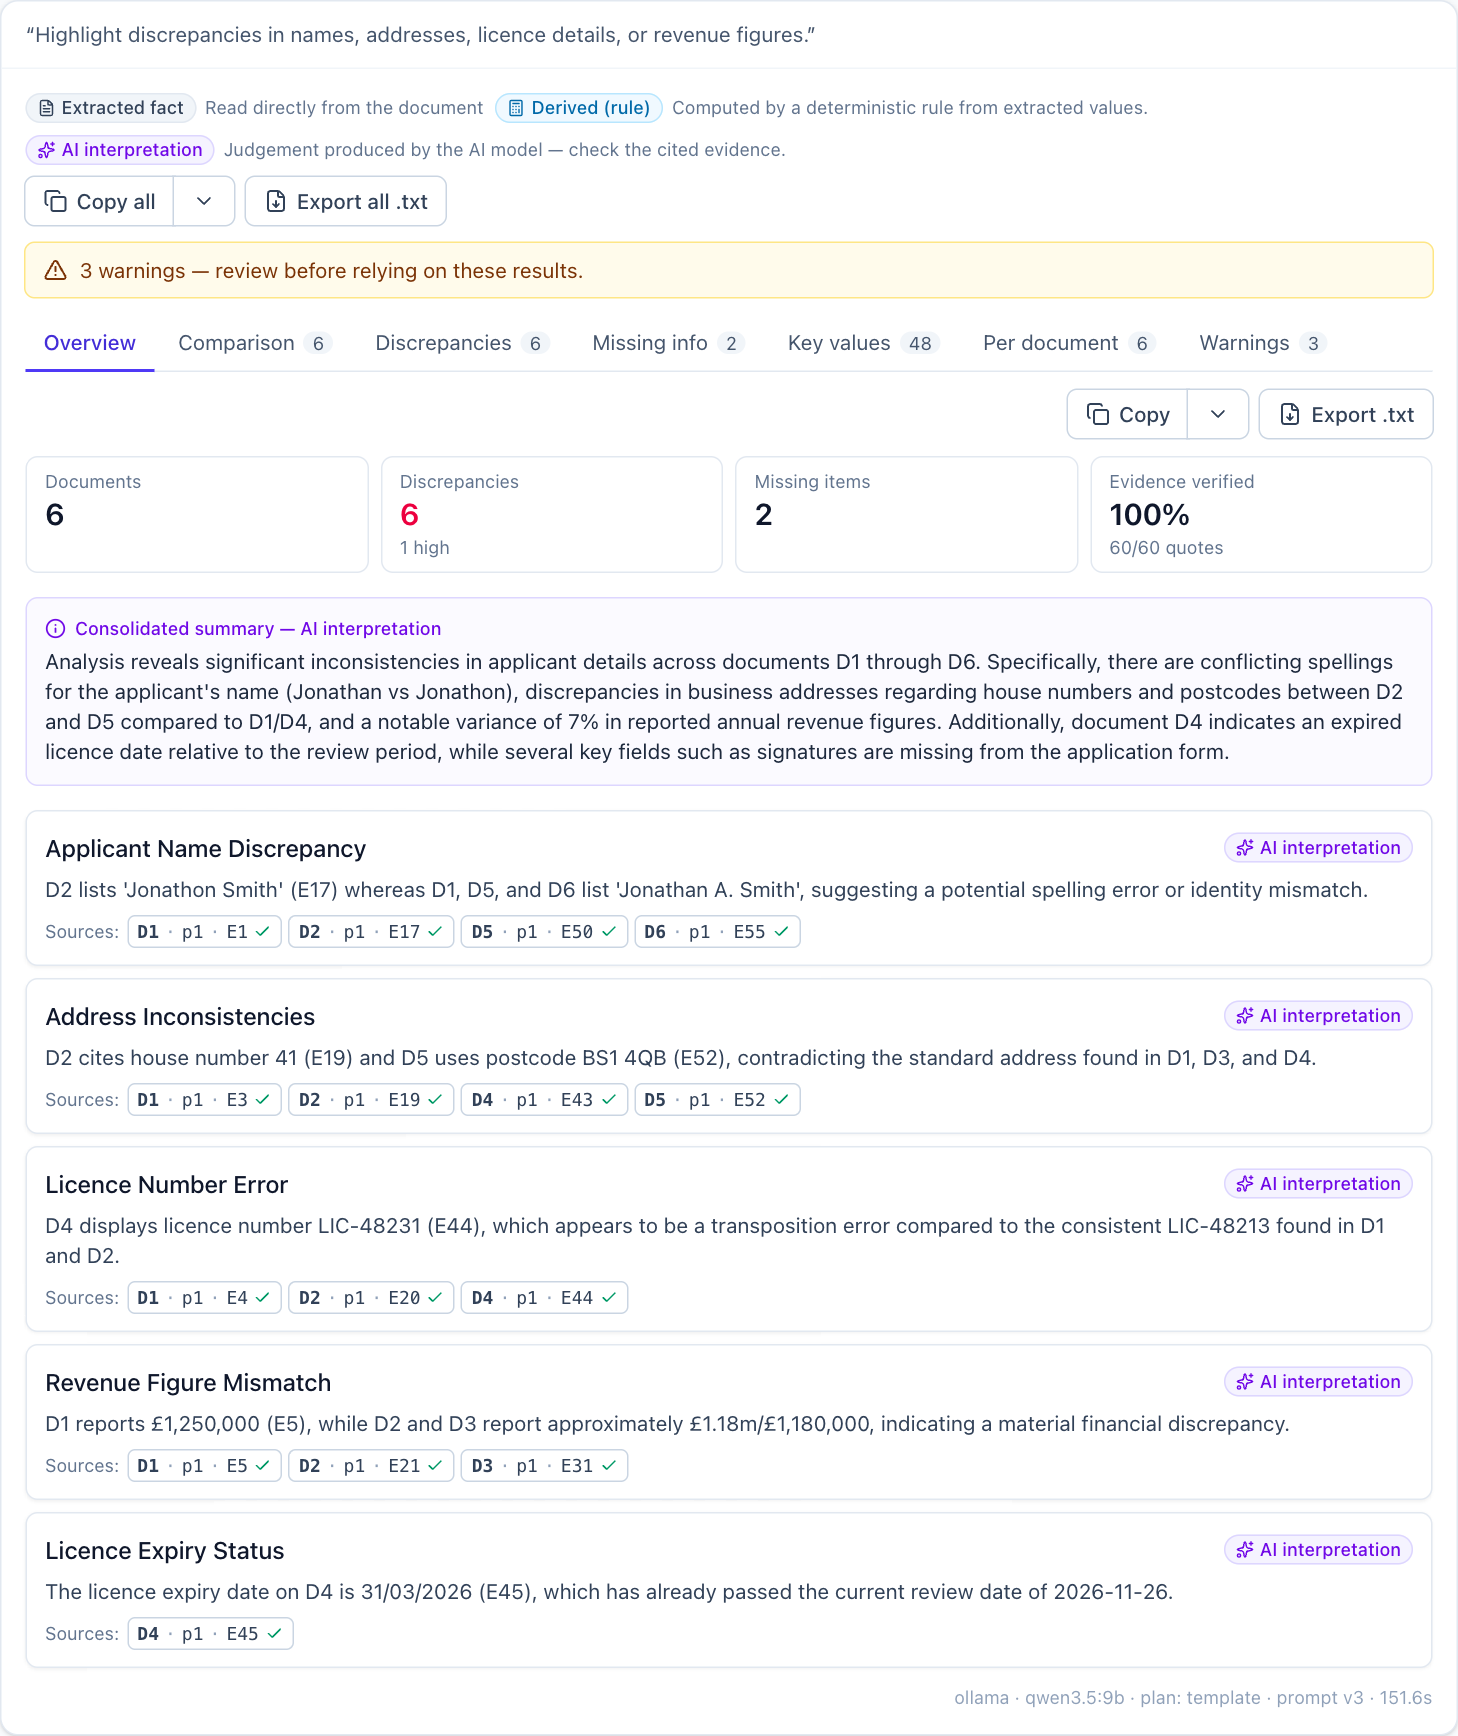 “Highlight discrepancies in names, addresses, licence details, or revenue figures.”
Extracted fact Read directly from the document Derived (rule) Computed by a deterministic rule from extracted values.
AI interpretation Judgement produced by the AI model — check the cited evidence.
Copy all Export all .txt
3 warnings — review before relying on these results.
Overview Comparison 6 Discrepancies 6 Missing info 2 Key values 48 Per document 6 Warnings 3
Copy Export .txt
Documents Discrepancies Missing items Evidence verified
6 6 2 100%
1 high 60/60 quotes
Consolidated summary — AI interpretation
Analysis reveals significant inconsistencies in applicant details across documents D1 through D6. Specifically, there are conflicting spellings
for the applicant's name (Jonathan vs Jonathon), discrepancies in business addresses regarding house numbers and postcodes between D2
and D5 compared to D1/D4, and a notable variance of 7% in reported annual revenue figures. Additionally, document D4 indicates an expired
licence date relative to the review period, while several key fields such as signatures are missing from the application form.
Applicant Name Discrepancy AI interpretation
D2 lists 'Jonathon Smith' (E17) whereas D1, D5, and D6 list 'Jonathan A. Smith', suggesting a potential spelling error or identity mismatch.
Sources: D1 · p1 · E1 ✓ D2 · p1 · E17 ✓ D5 · p1 · E50 ✓ D6 · p1 · E55 ✓
Address Inconsistencies AI interpretation
D2 cites house number 41 (E19) and D5 uses postcode BS1 4QB (E52), contradicting the standard address found in D1, D3, and D4.
Sources: D1 · p1 · E3 ✓ D2 · p1 · E19 ✓ D4 · p1 · E43 ✓ D5 · p1 · E52 ✓
Licence Number Error AI interpretation
D4 displays licence number LIC-48231 (E44), which appears to be a transposition error compared to the consistent LIC-48213 found in D1
and D2.
Sources: D1 · p1 · E4 ✓ D2 · p1 · E20 ✓ D4 · p1 · E44 ✓
Revenue Figure Mismatch AI interpretation
D1 reports £1,250,000 (E5), while D2 and D3 report approximately £1.18m/£1,180,000, indicating a material financial discrepancy.
Sources: D1 · p1 · E5 ✓ D2 · p1 · E21 ✓ D3 · p1 · E31 ✓
Licence Expiry Status AI interpretation
The licence expiry date on D4 is 31/03/2026 (E45), which has already passed the current review date of 2026-11-26.
Sources: D4 · p1 · E45 ✓
ollama · qwen3.5:9b · plan: template · prompt v3 · 151.6s